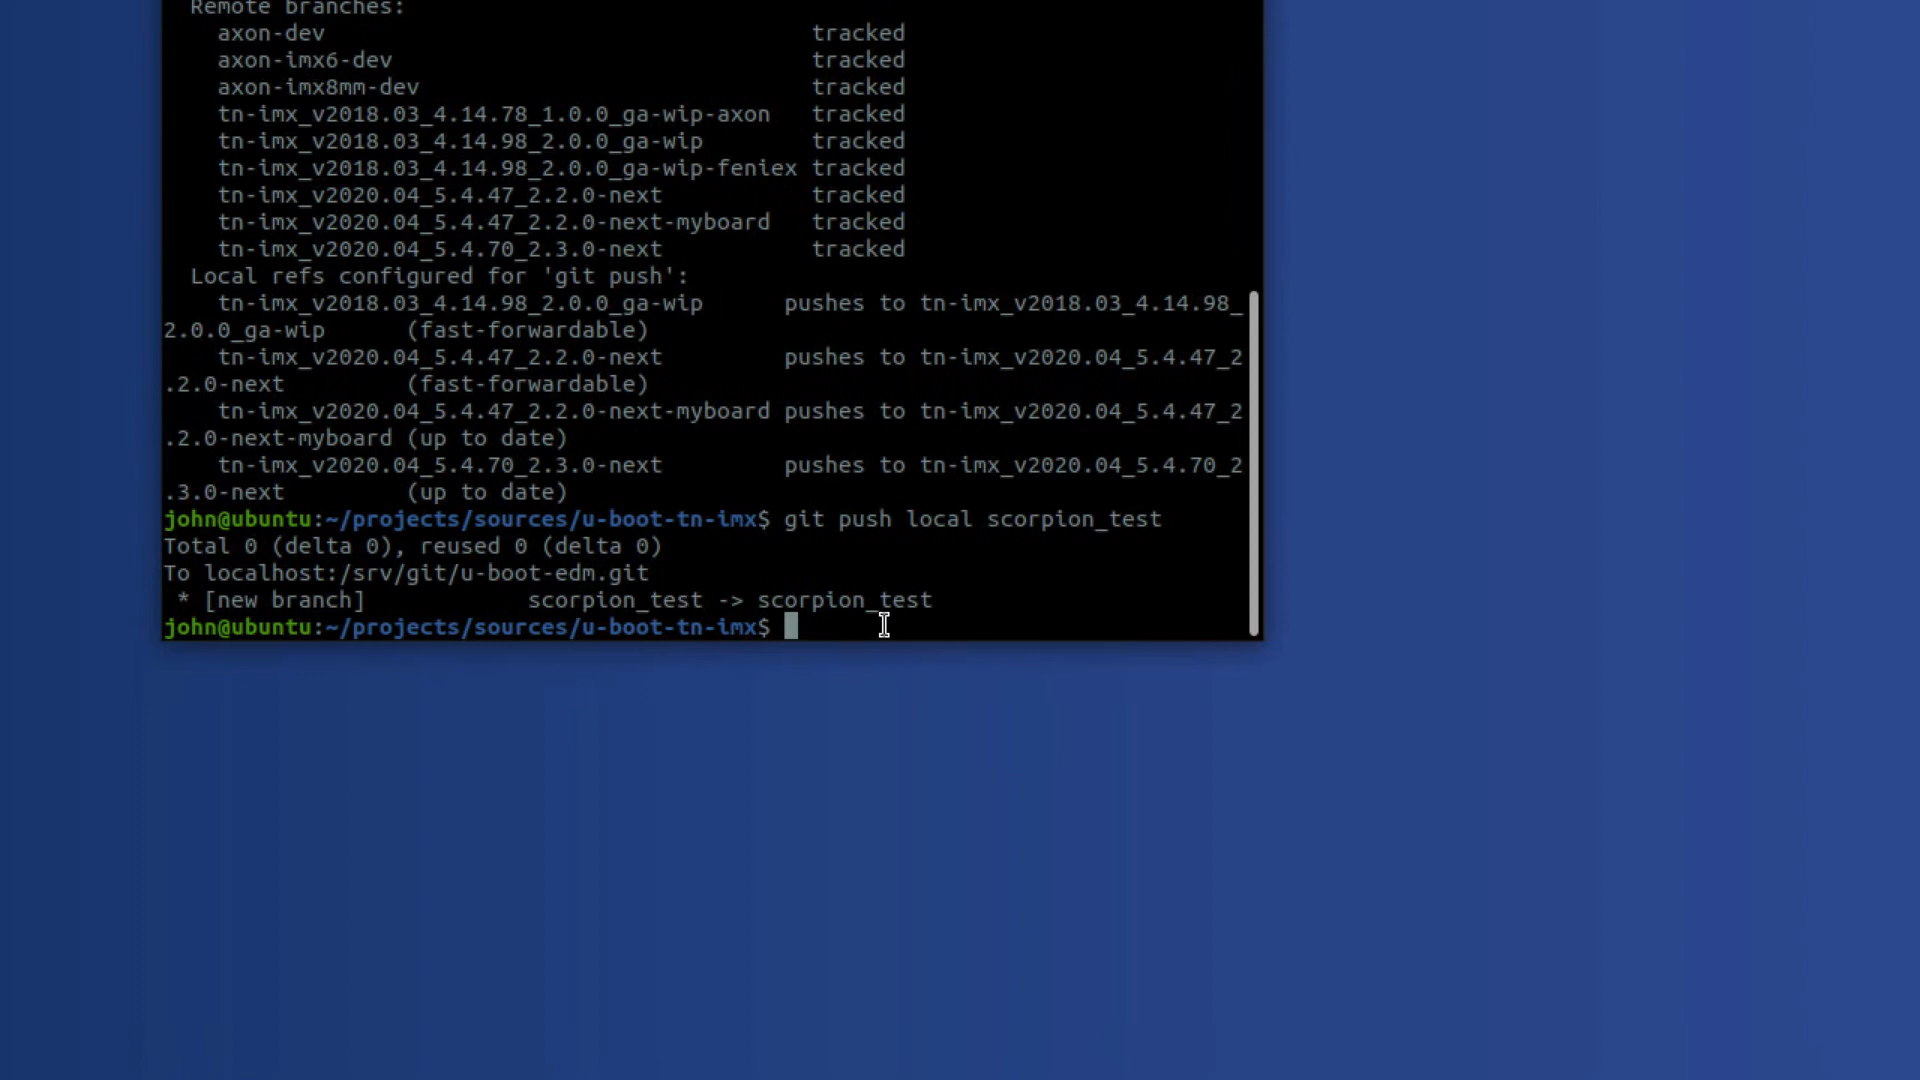 Remote branches:
axon-dev tracked
axon-imx6-dev tracked
axon-imx8mm-dev tracked
tn-imx_v2018.03_4.14.78_1.0.0_ga-wip-axon tracked
tn-imx_v2018.03_4.14.98_2.0.0_ga-wip tracked
tn-imx_v2018.03_4.14.98_2.0.0_ga-wip-feniex tracked
tn-imx_v2020.04_5.4.47_2.2.0-next tracked
tn-imx_v2020.04_5.4.47_2.2.0-next-myboard tracked
tn-imx_v2020.04_5.4.70_2.3.0-next tracked
Local refs configured for 'git push':
tn-imx_v2018.03_4.14.98_2.0.0_ga-wip pushes to tn-imx_v2018.03_4.14.98_
2.0.0_ga-wip (fast-forwardable)
tn-imx_v2020.04_5.4.47_2.2.0-next pushes to tn-imx_v2020.04_5.4.47_2
.2.0-next (fast-forwardable)
tn-imx_v2020.04_5.4.47_2.2.0-next-myboard pushes to tn-imx_v2020.04_5.4.47_2
.2.0-next-myboard (up to date)
tn-imx_v2020.04_5.4.70_2.3.0-next pushes to tn-imx_v2020.04_5.4.70_2
.3.0-next (up to date)
john@ubuntu:~/projects/sources/u-boot-tn-imx$ git push local scorpion_test
Total 0 (delta 0), reused 0 (delta 0)
To localhost:/srv/git/u-boot-edm.git
* [new branch] scorpion_test -> scorpion_test
john@ubuntu:~/projects/sources/u-boot-tn-imx$